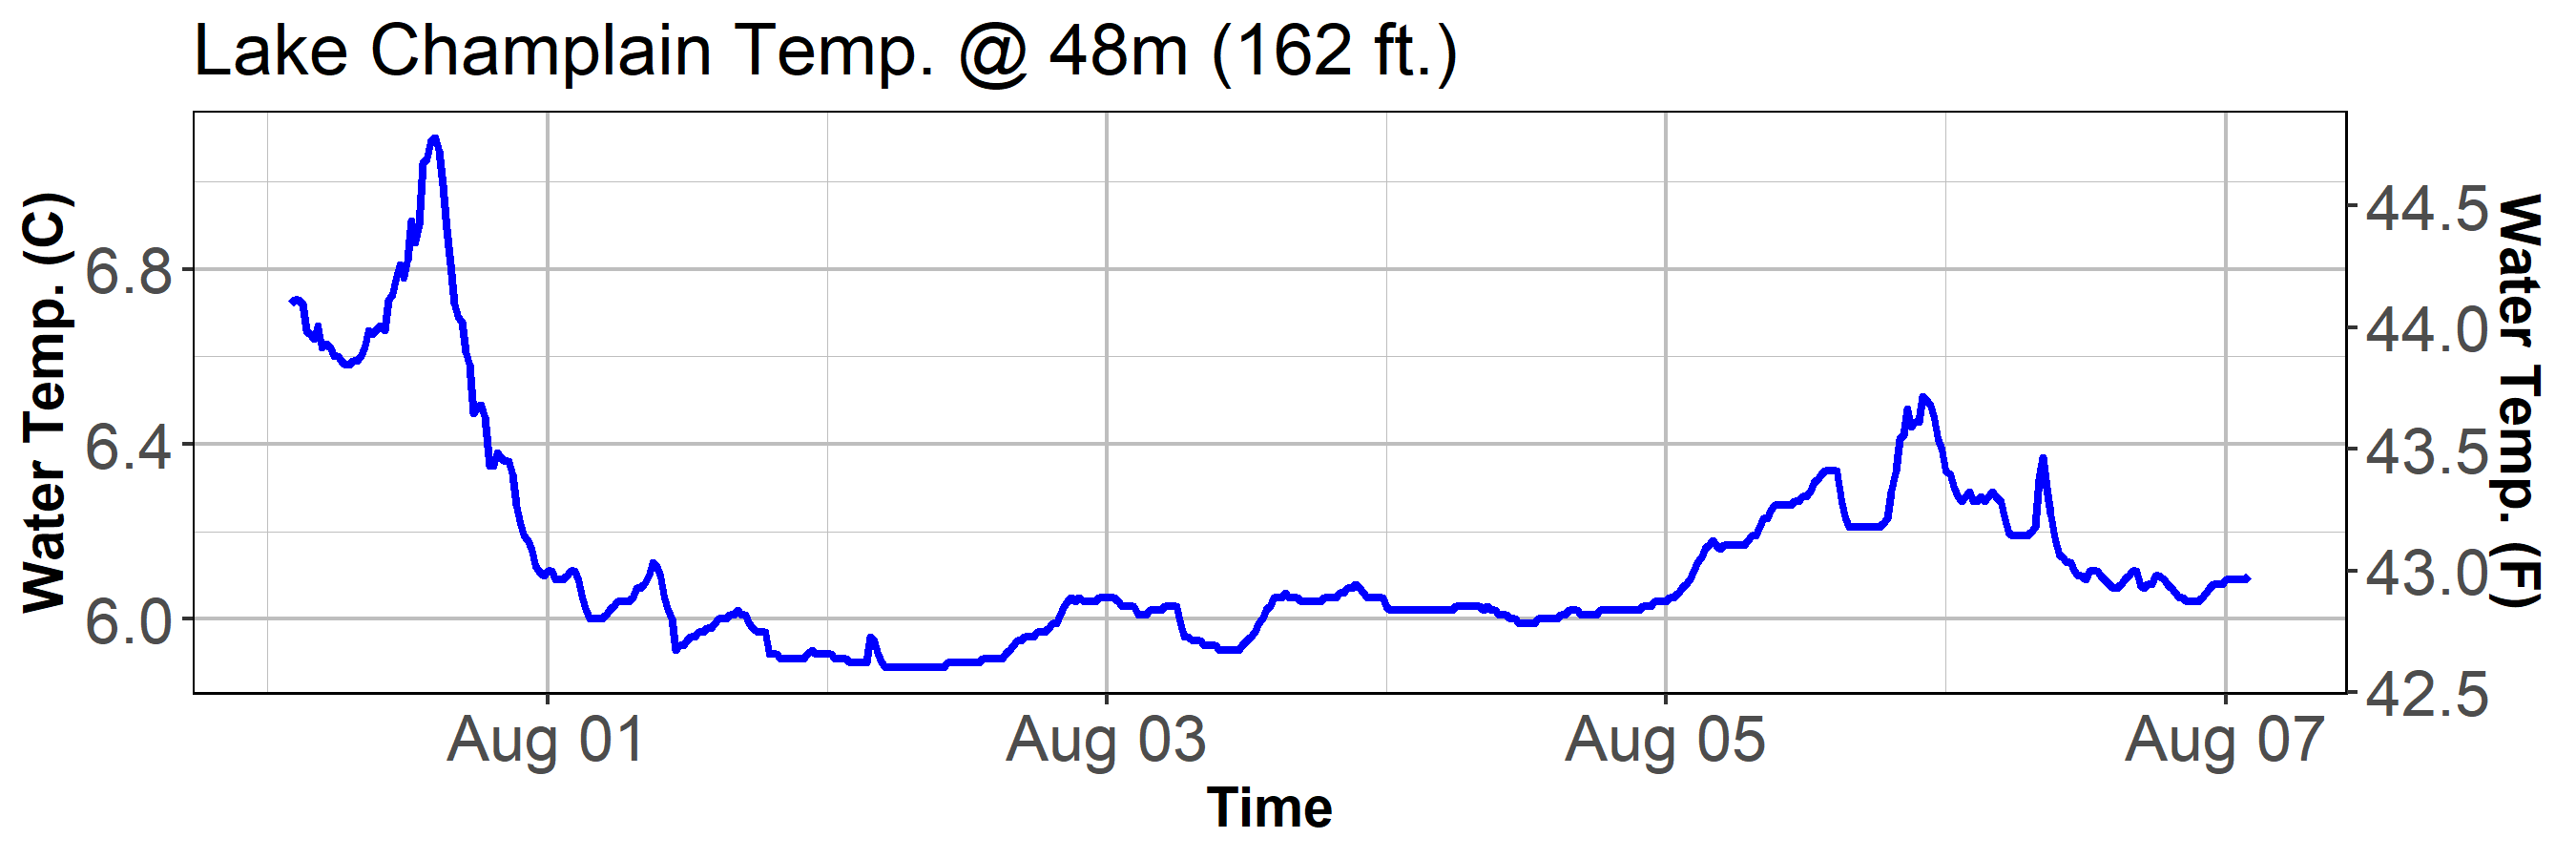 Lake Champlain Temp. @ 48m (162 ft.)
Water Temp. (C)
6.8
6.4
6.0
44.5
44.0
43.5
43.0
42.5
Water Temp. (F)
Aug 01 Aug 03 Aug 05 Aug 07
Time